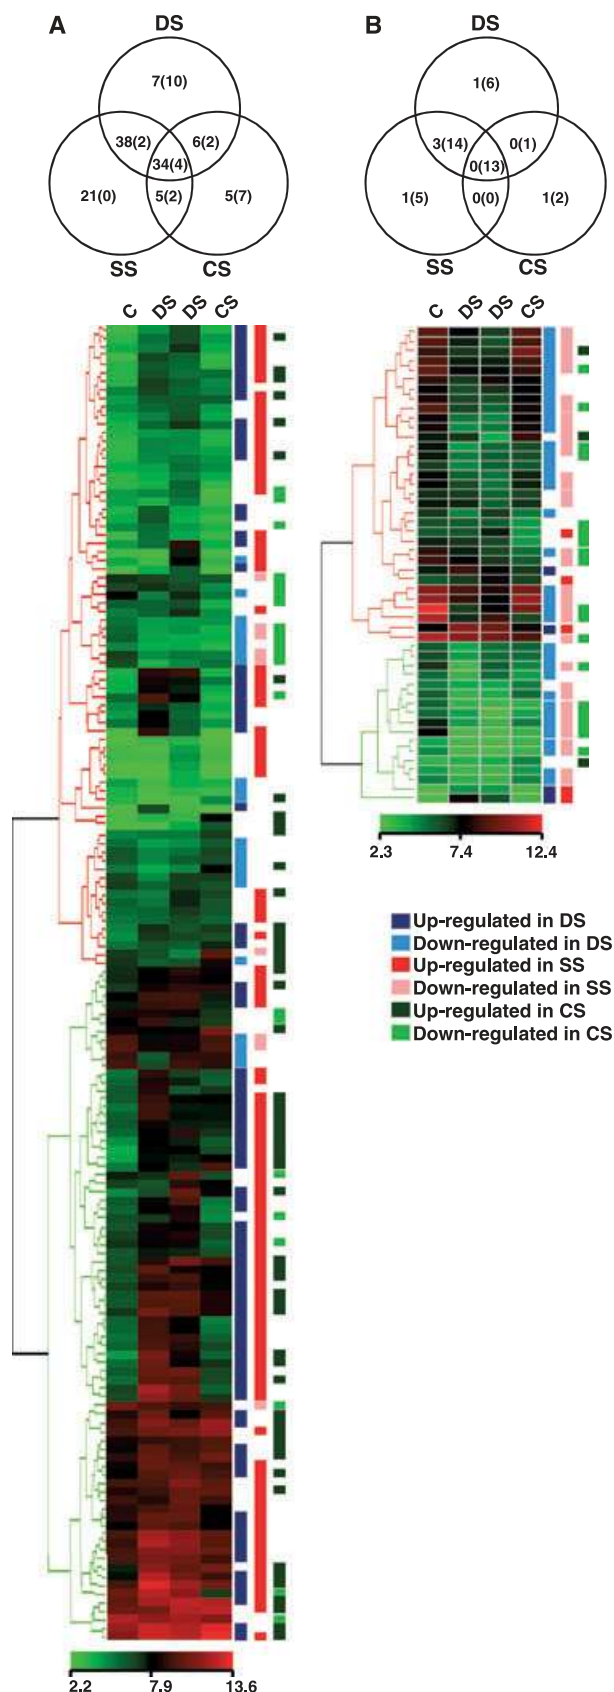 A
B
DS
DS
7(10)
1(6)
38(2)
6(2)
3(14)
0(1)
34(4)
0(13)
21(0)
5(2)
5(7)
1(5)
0(0)
1(2)
SS
CS
SS
CS
C DS DS CS
C DS DS CS
2.3 7.4 12.4
Up-regulated in DS
Down-regulated in DS
Up-regulated in SS
Down-regulated in SS
Up-regulated in CS
Down-regulated in CS
2.2 7.9 13.6